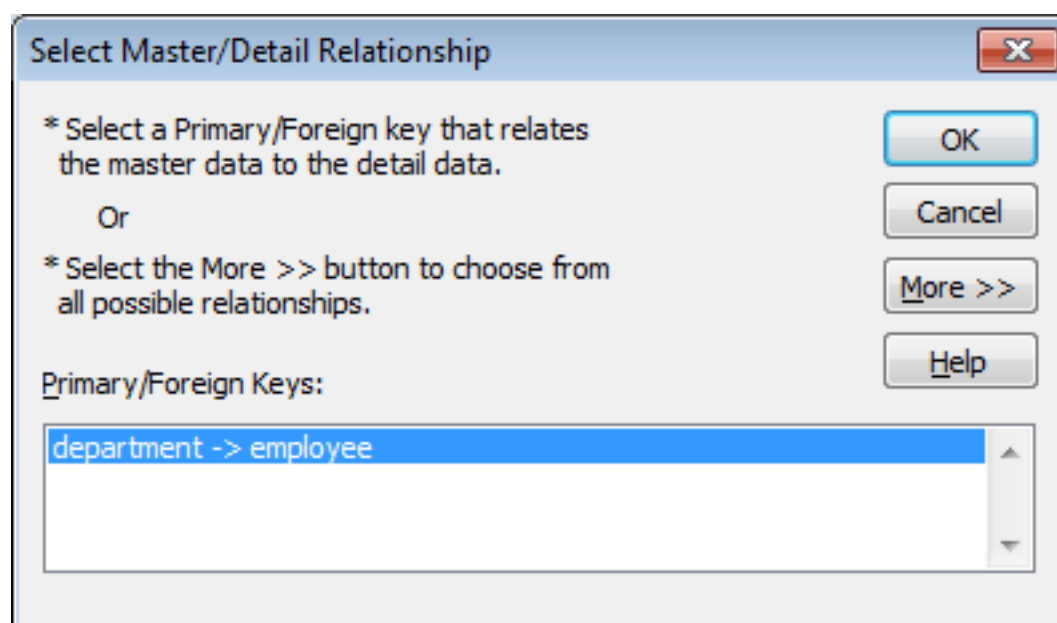 Select Master/Detail Relationship
* Select a Primary/Foreign key that relates
the master data to the detail data.
Or
* Select the More >> button to choose from
all possible relationships.
OK
Cancel
More >>
Help
Primary/Foreign Keys:
department -> employee